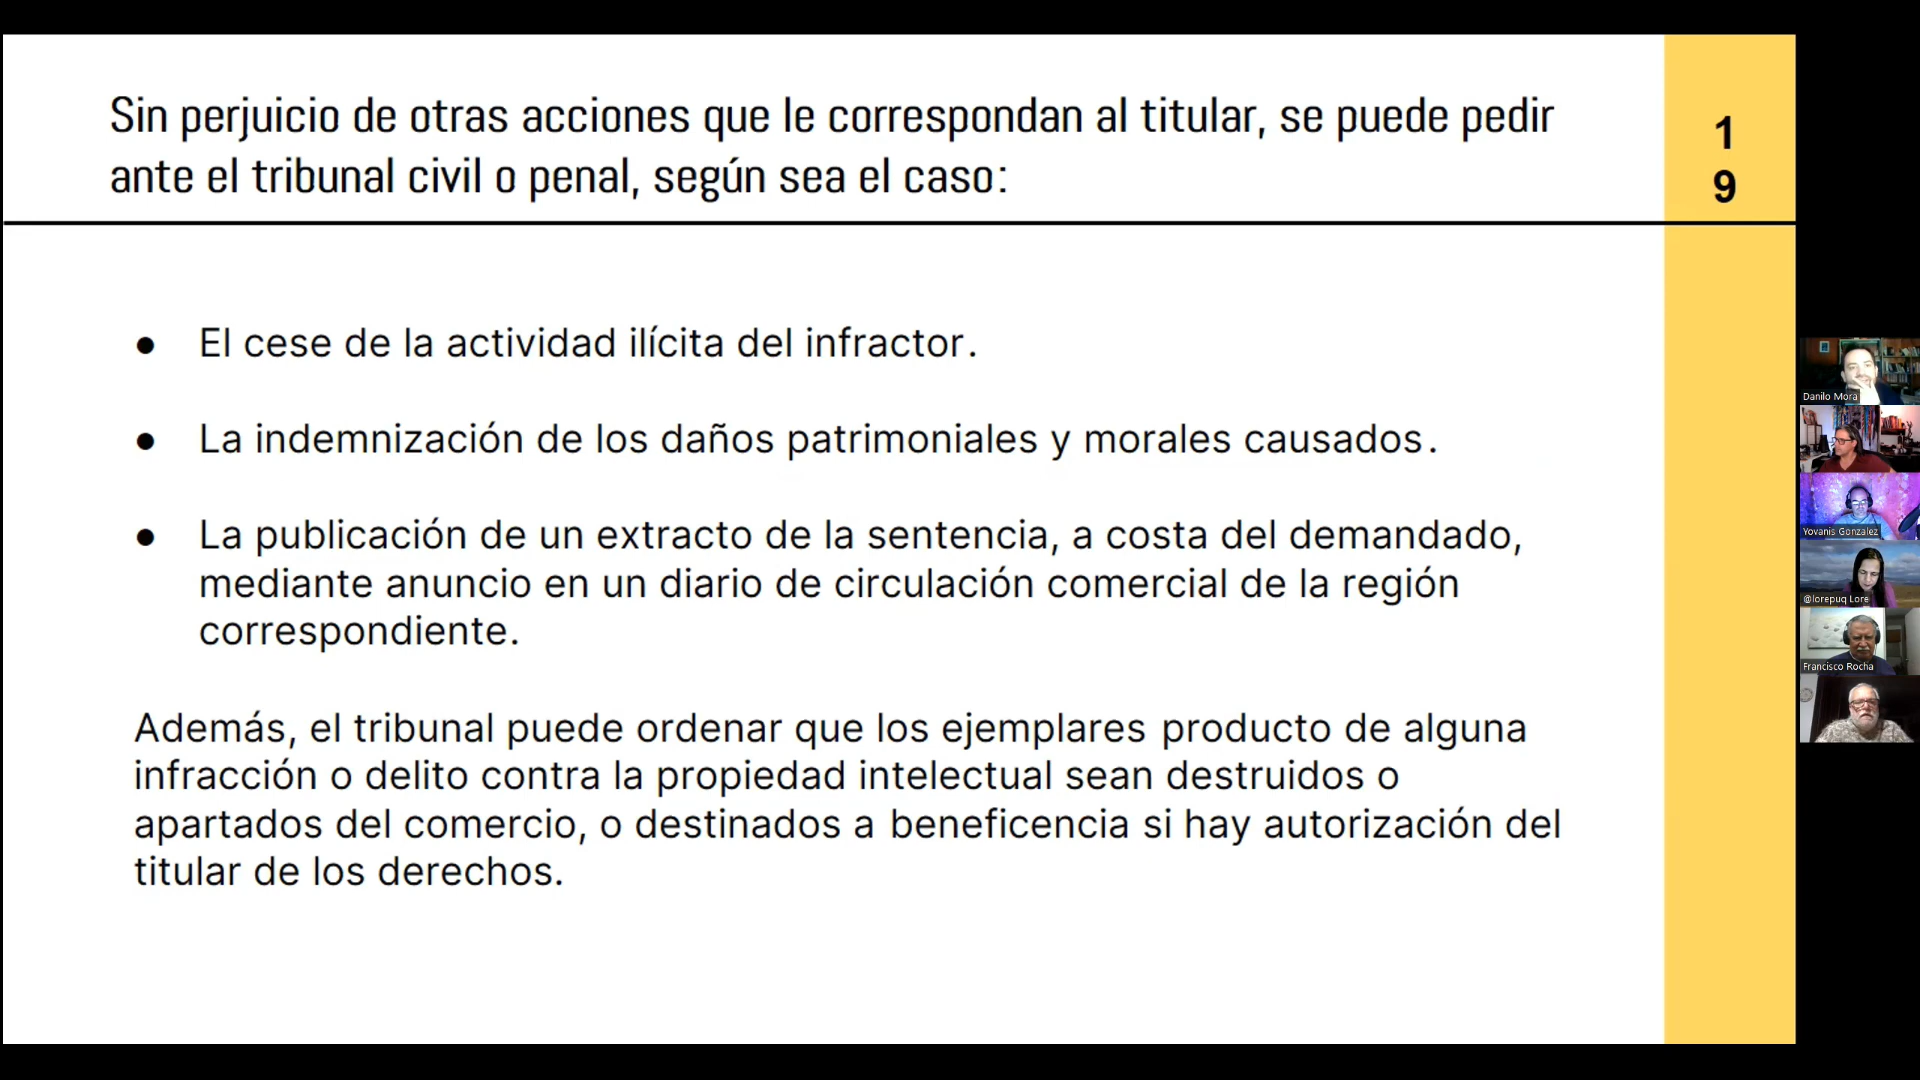 Sin perjuicio de otras acciones que le correspondan al titular, se puede pedir
ante el tribunal civil o penal, según sea el caso:
1
9
● El cese de la actividad ilícita del infractor.
● La indemnización de los daños patrimoniales y morales causados.
● La publicación de un extracto de la sentencia, a costa del demandado,
mediante anuncio en un diario de circulación comercial de la región
correspondiente.
Además, el tribunal puede ordenar que los ejemplares producto de alguna
infracción o delito contra la propiedad intelectual sean destruidos o
apartados del comercio, o destinados a beneficencia si hay autorización del
titular de los derechos.
Danilo Mora
Yovanis Gonzalez
@lorepuq Lore
Francisco Rocha